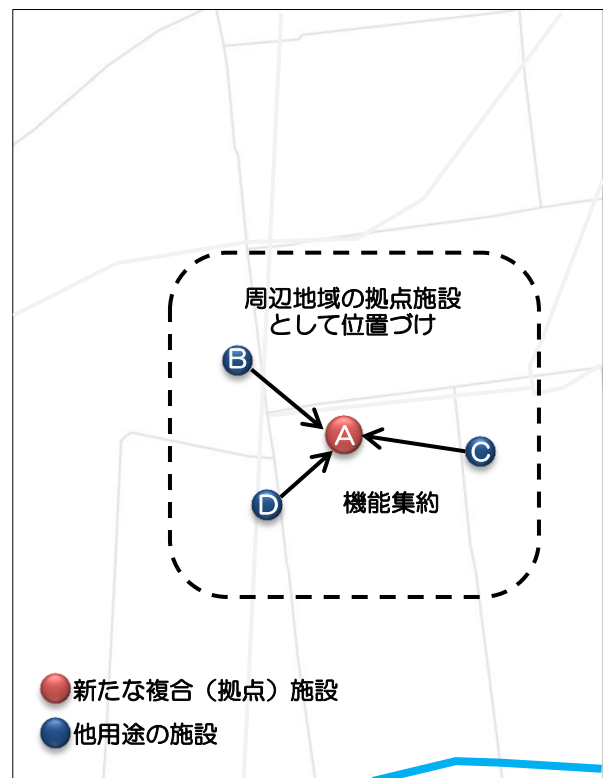 周辺地域の拠点施設
として位置づけ
B
A
C
D
機能集約
新たな複合（拠点）施設
他用途の施設